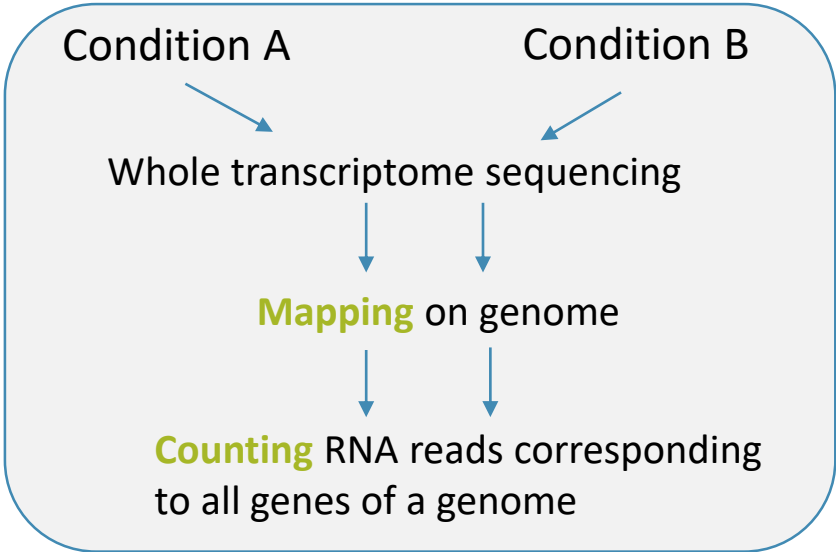 Condition A
Condition B
Whole transcriptome sequencing
Mapping on genome
Counting RNA reads corresponding
to all genes of a genome